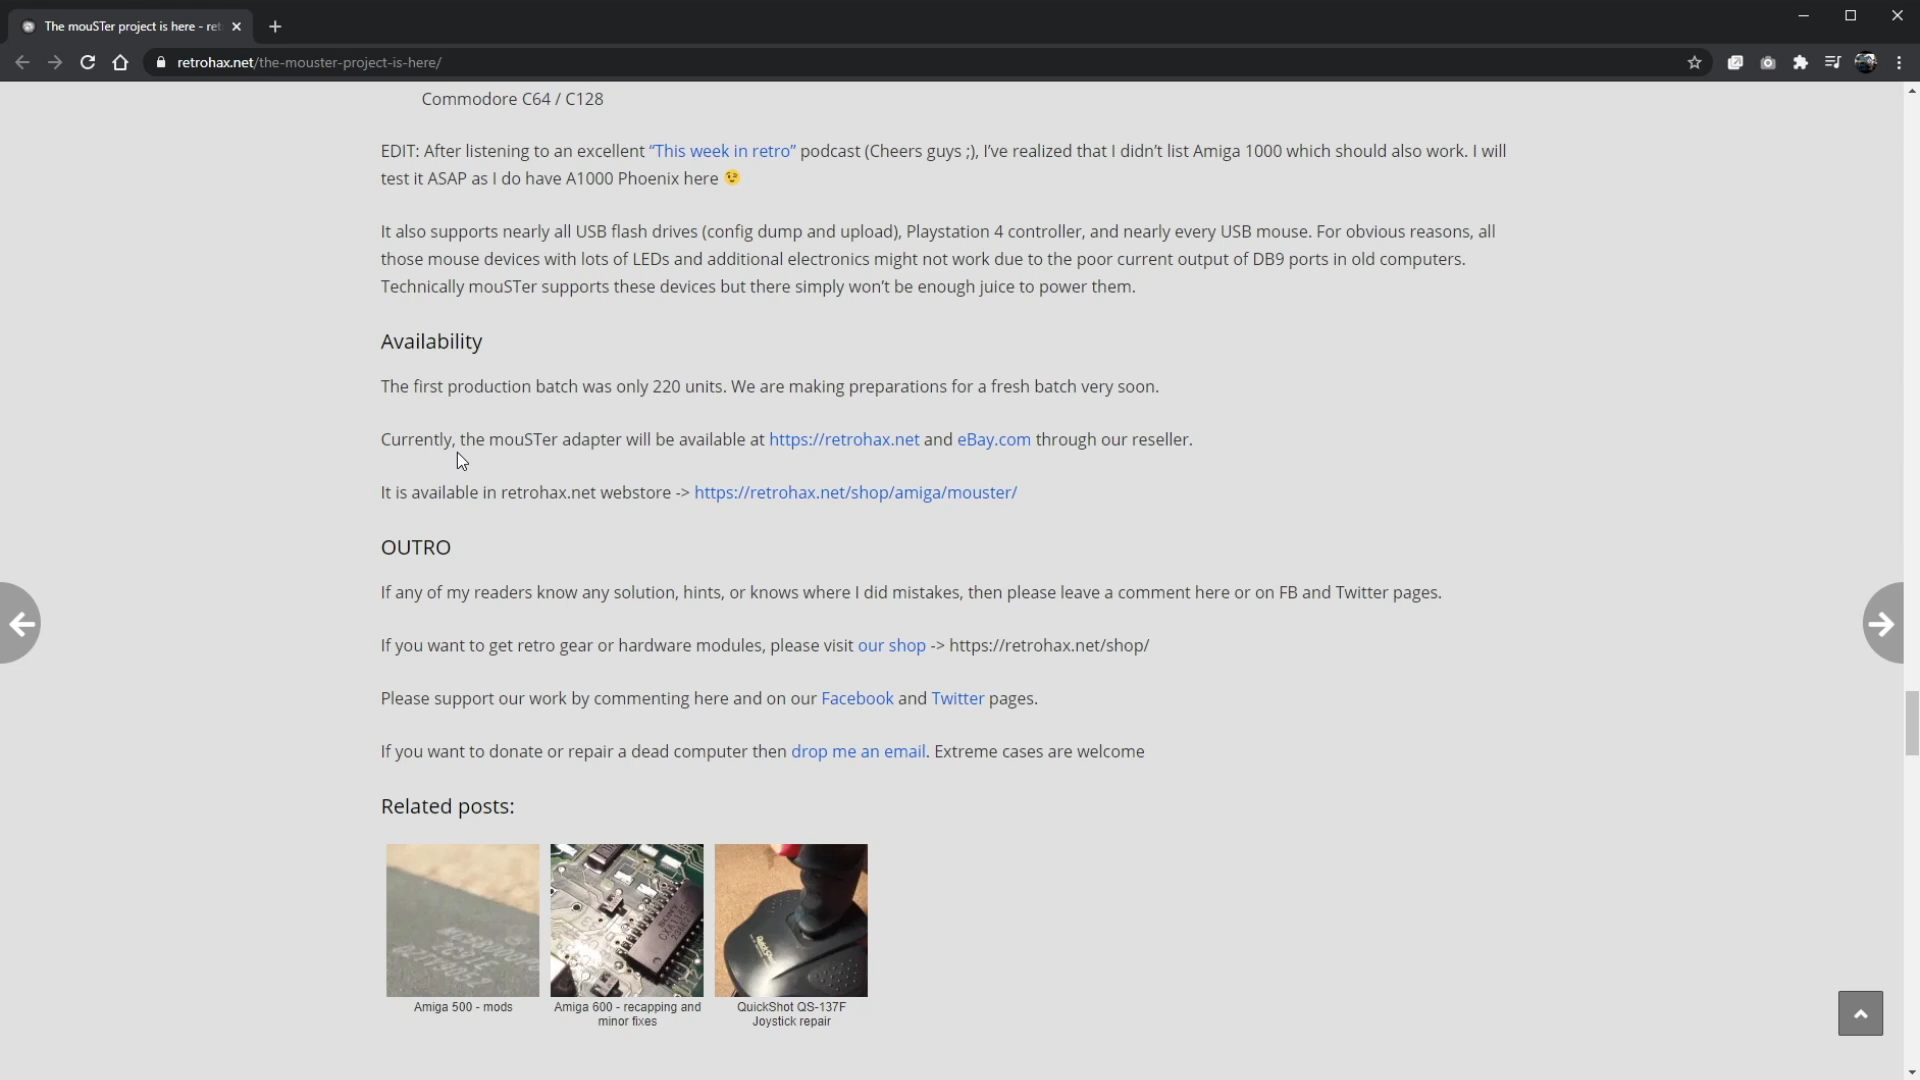 The mouSTer project is here - ret
retrohax.net/the-mouster-project-is-here/
Commodore C64 / C128
EDIT: After listening to an excellent “This week in retro” podcast (Cheers guys ;), I’ve realized that I didn’t list Amiga 1000 which should also work. I will
test it ASAP as I do have A1000 Phoenix here 😉
It also supports nearly all USB flash drives (config dump and upload), Playstation 4 controller, and nearly every USB mouse. For obvious reasons, all
those mouse devices with lots of LEDs and additional electronics might not work due to the poor current output of DB9 ports in old computers.
Technically mouSTer supports these devices but there simply won’t be enough juice to power them.
Availability
The first production batch was only 220 units. We are making preparations for a fresh batch very soon.
Currently, the mouSTer adapter will be available at https://retrohax.net and eBay.com through our reseller.
It is available in retrohax.net webstore -> https://retrohax.net/shop/amiga/mouster/
OUTRO
If any of my readers know any solution, hints, or knows where I did mistakes, then please leave a comment here or on FB and Twitter pages.
If you want to get retro gear or hardware modules, please visit our shop -> https://retrohax.net/shop/
Please support our work by commenting here and on our Facebook and Twitter pages.
If you want to donate or repair a dead computer then drop me an email. Extreme cases are welcome
Related posts:
Amiga 500 - mods
Amiga 600 - recapping and
minor fixes
QuickShot QS-137F
Joystick repair